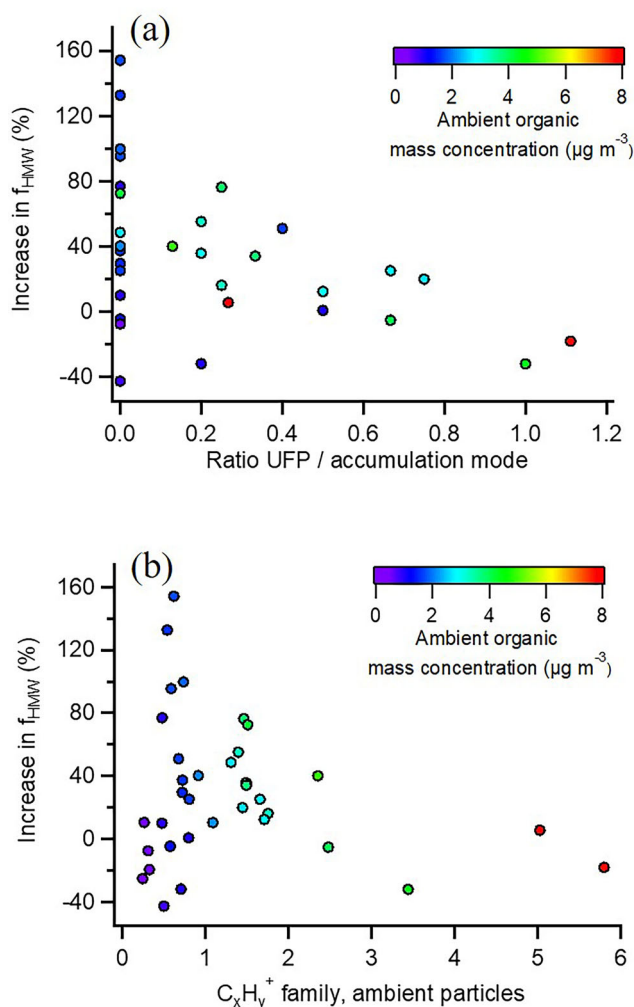 (a)
160
120
80
40
0
-40
Increase in fHMW (%)
0 2 4 6 8
Ambient organic
mass concentration (µg m-3)
0.0 0.2 0.4 0.6 0.8 1.0 1.2
Ratio UFP / accumulation mode
(b)
160
120
80
40
0
-40
Increase in fHMW (%)
0 2 4 6 8
Ambient organic
mass concentration (µg m-3)
0 1 2 3 4 5 6
CxHy+ family, ambient particles